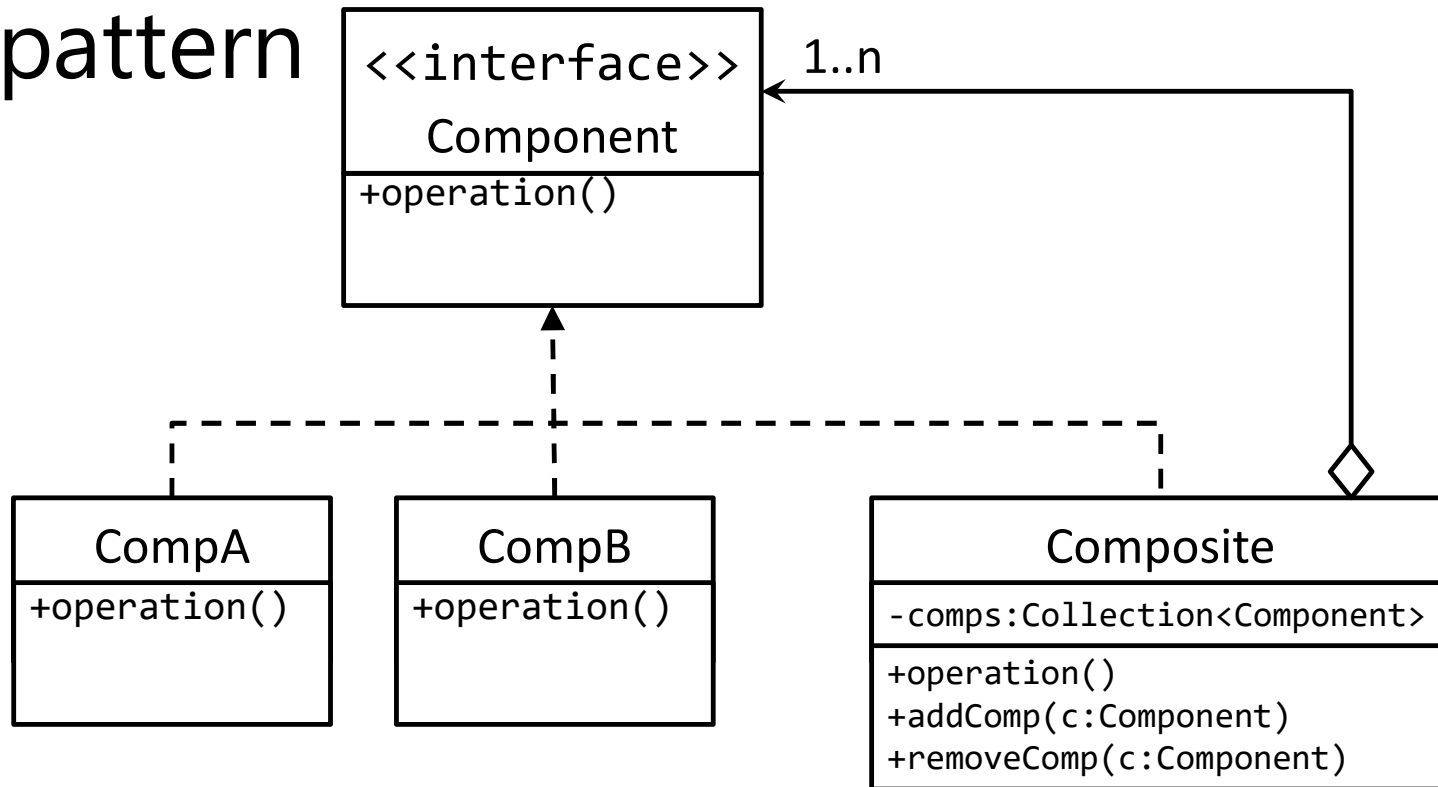 pattern
<<interface>>
Component
+operation()
1..n
CompA
+operation()
CompB
+operation()
Composite
-comps:Collection<Component>
+operation()
+addComp(c:Component)
+removeComp(c:Component)